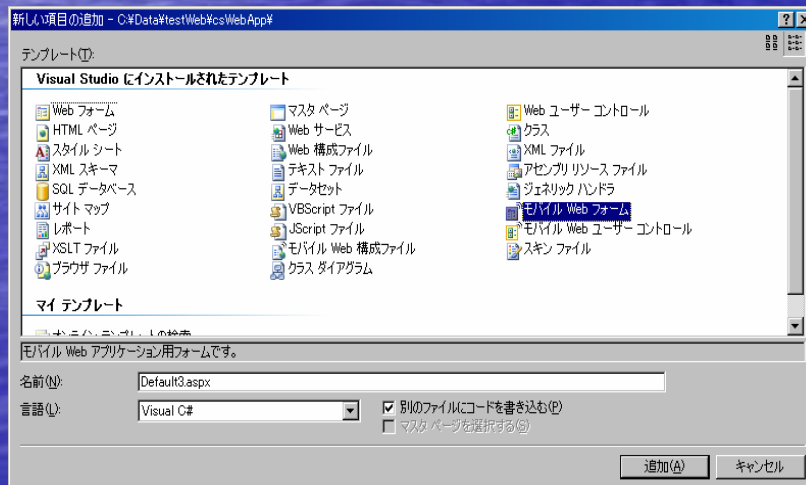 新しい項目の追加 - C:¥Data¥testWeb¥csWebApp¥
テンプレート(T):
Visual Studio にインストールされたテンプレート
Web フォーム マスタ ページ Web ユーザー コントロール
HTML ページ Web サービス クラス
スタイル シート Web 構成ファイル XML ファイル
XML スキーマ テキスト ファイル アセンブリ リソース ファイル
SQL データベース データセット ジェネリック ハンドラ
サイト マップ VBScript ファイル モバイル Web フォーム
レポート JScript ファイル モバイル Web ユーザー コントロール
XSLT ファイル モバイル Web 構成ファイル スキン ファイル
ブラウザ ファイル クラス ダイアグラム
マイ テンプレート
オンライン テンプレートの検索
モバイル Web アプリケーション用フォームです。
名前(N): Default3.aspx
言語(L): Visual C# 別のファイルにコードを書き込む(P)
マスタ ページを選択する(S)
追加(A) キャンセル